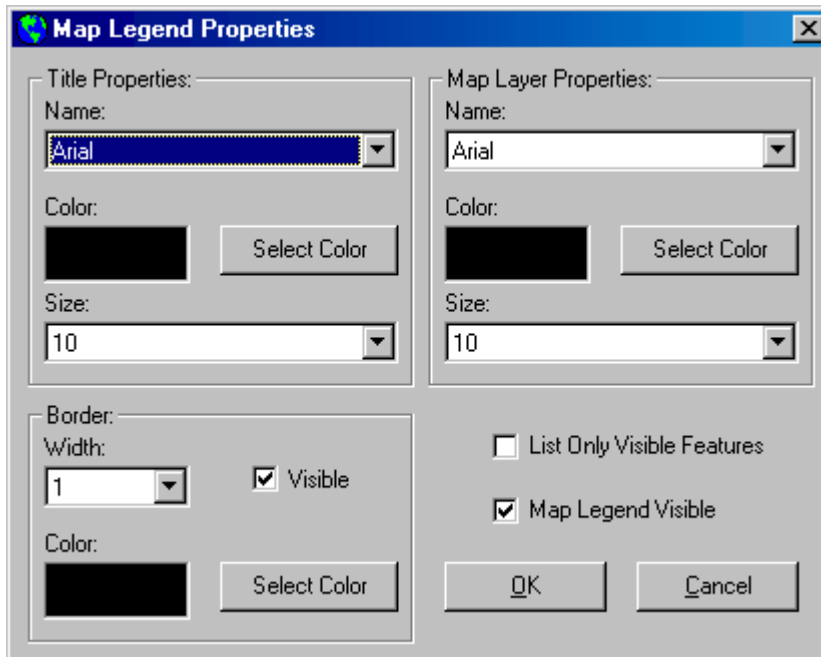 Map Legend Properties
Title Properties:
Name:
Arial
Color:
Select Color
Size:
10
Map Layer Properties:
Name:
Arial
Color:
Select Color
Size:
10
Border:
Width:
1
Visible
Color:
Select Color
List Only Visible Features
Map Legend Visible
OK
Cancel